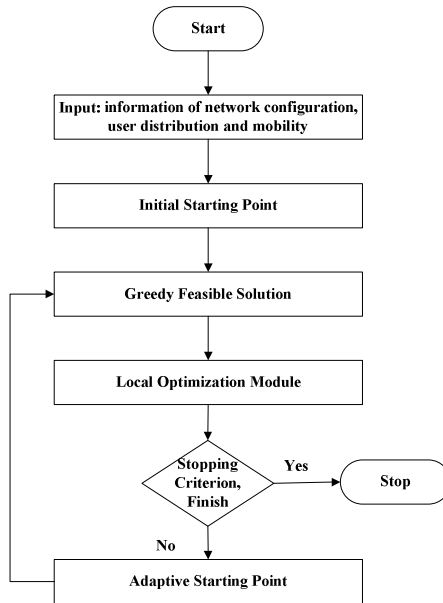 Start
Input: information of network configuration,
user distribution and mobility
Initial Starting Point
Greedy Feasible Solution
Local Optimization Module
Stopping
Criterion,
Finish
Yes
Stop
No
Adaptive Starting Point